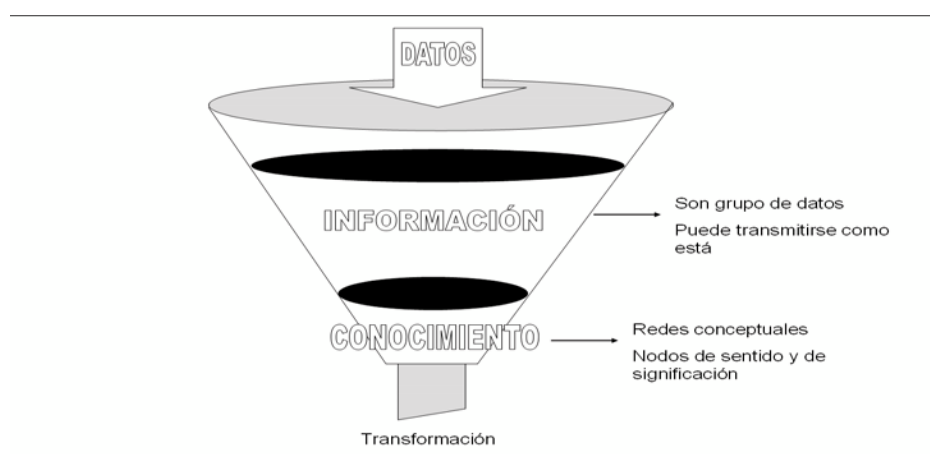 DATOS
INFORMACIÓN
Son grupo de datos
Puede transmitirse como
está
CONOCIMIENTO
Redes conceptuales
Nodos de sentido y de
significación
Transformación